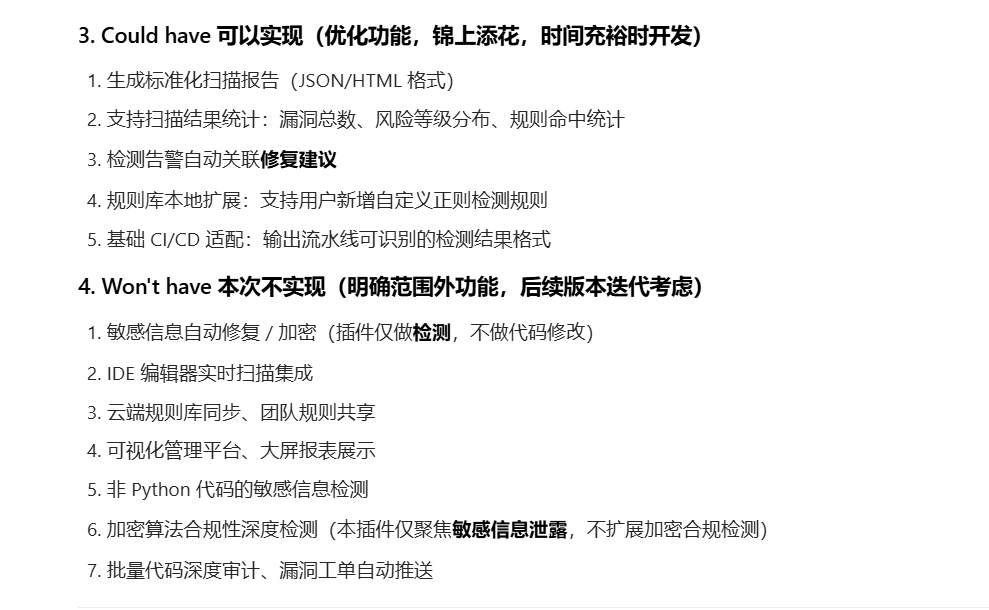 3. Could have 可以实现（优化功能，锦上添花，时间充裕时开发）
1. 生成标准化扫描报告（JSON/HTML 格式）
2. 支持扫描结果统计：漏洞总数、风险等级分布、规则命中统计
3. 检测告警自动关联修复建议
4. 规则库本地扩展：支持用户新增自定义正则检测规则
5. 基础 CI/CD 适配：输出流水线可识别的检测结果格式
4. Won't have 本次不实现（明确范围外功能，后续版本迭代考虑）
1. 敏感信息自动修复 / 加密（插件仅做检测，不做代码修改）
2. IDE 编辑器实时扫描集成
3. 云端规则库同步、团队规则共享
4. 可视化管理平台、大屏报表展示
5. 非 Python 代码的敏感信息检测
6. 加密算法合规性深度检测（本插件仅聚焦敏感信息泄露，不扩展加密合规检测）
7. 批量代码深度审计、漏洞工单自动推送